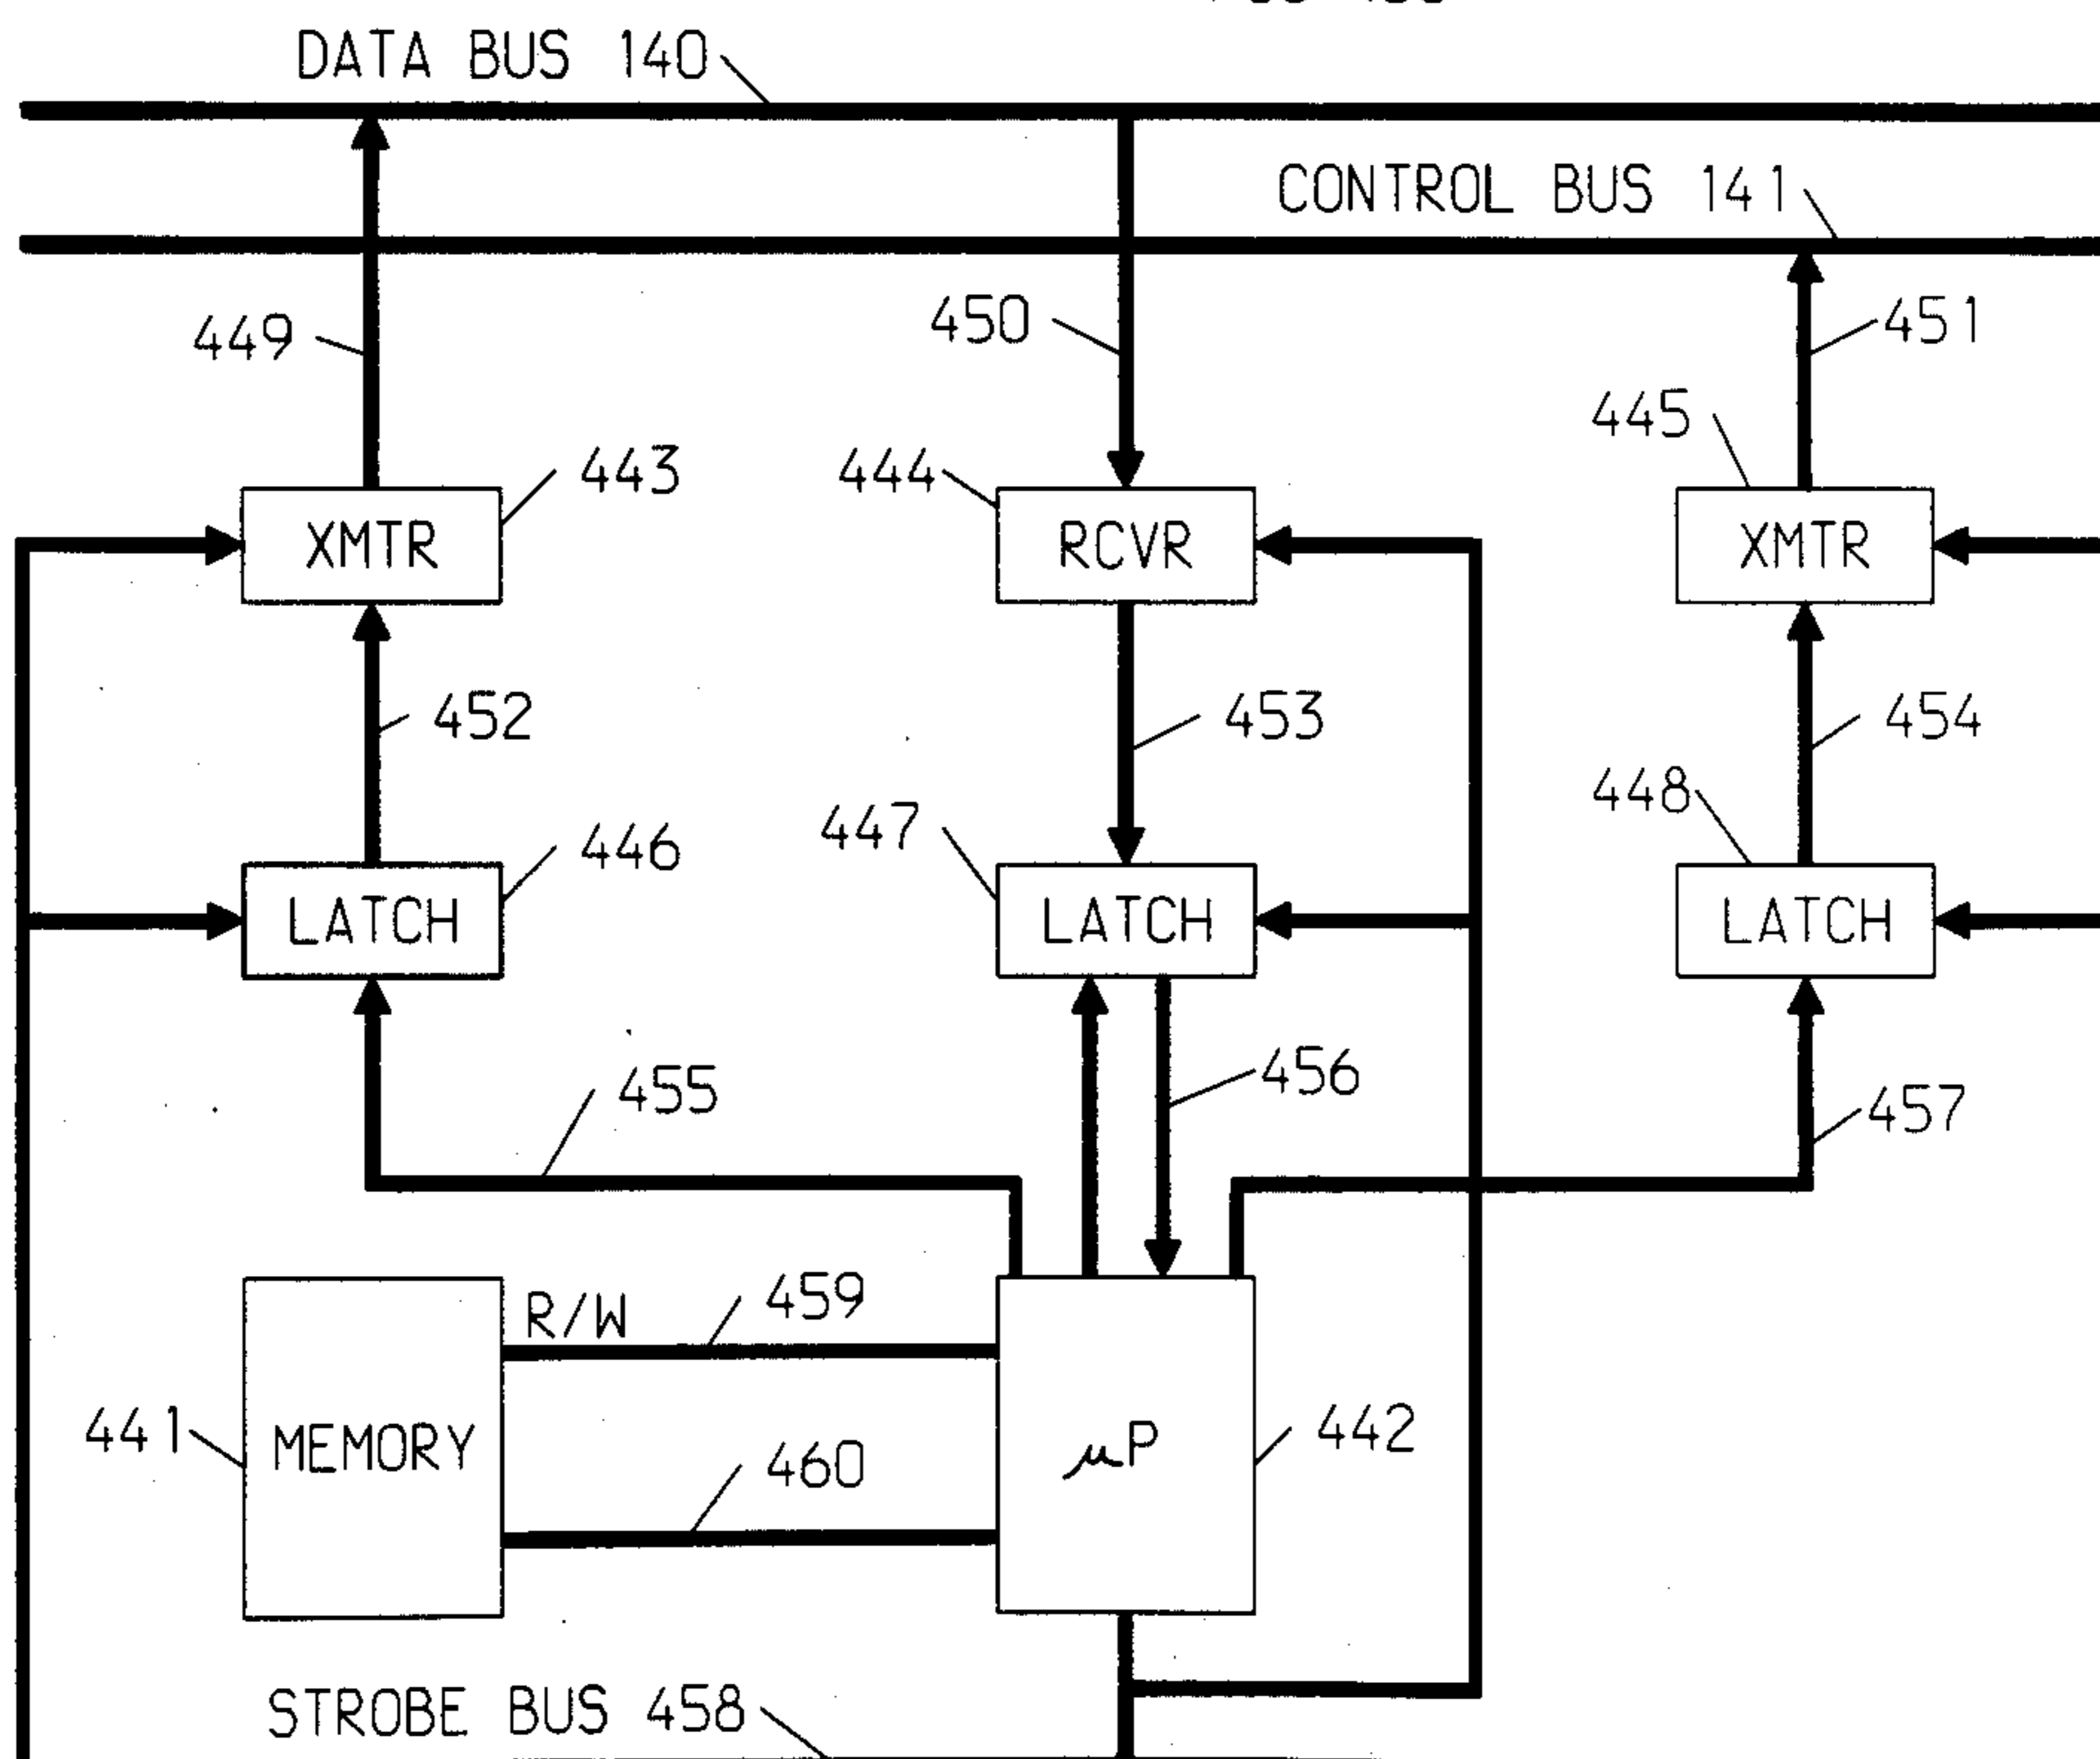 DATA BUS 140
CONTROL BUS 141
449
450
451
445
443
444
XMTR
RCVR
XMTR
452
453
454
448
447
446
LATCH
LATCH
LATCH
456
455
457
R/W
459
441
MEMORY
μP
442
460
STROBE BUS 458